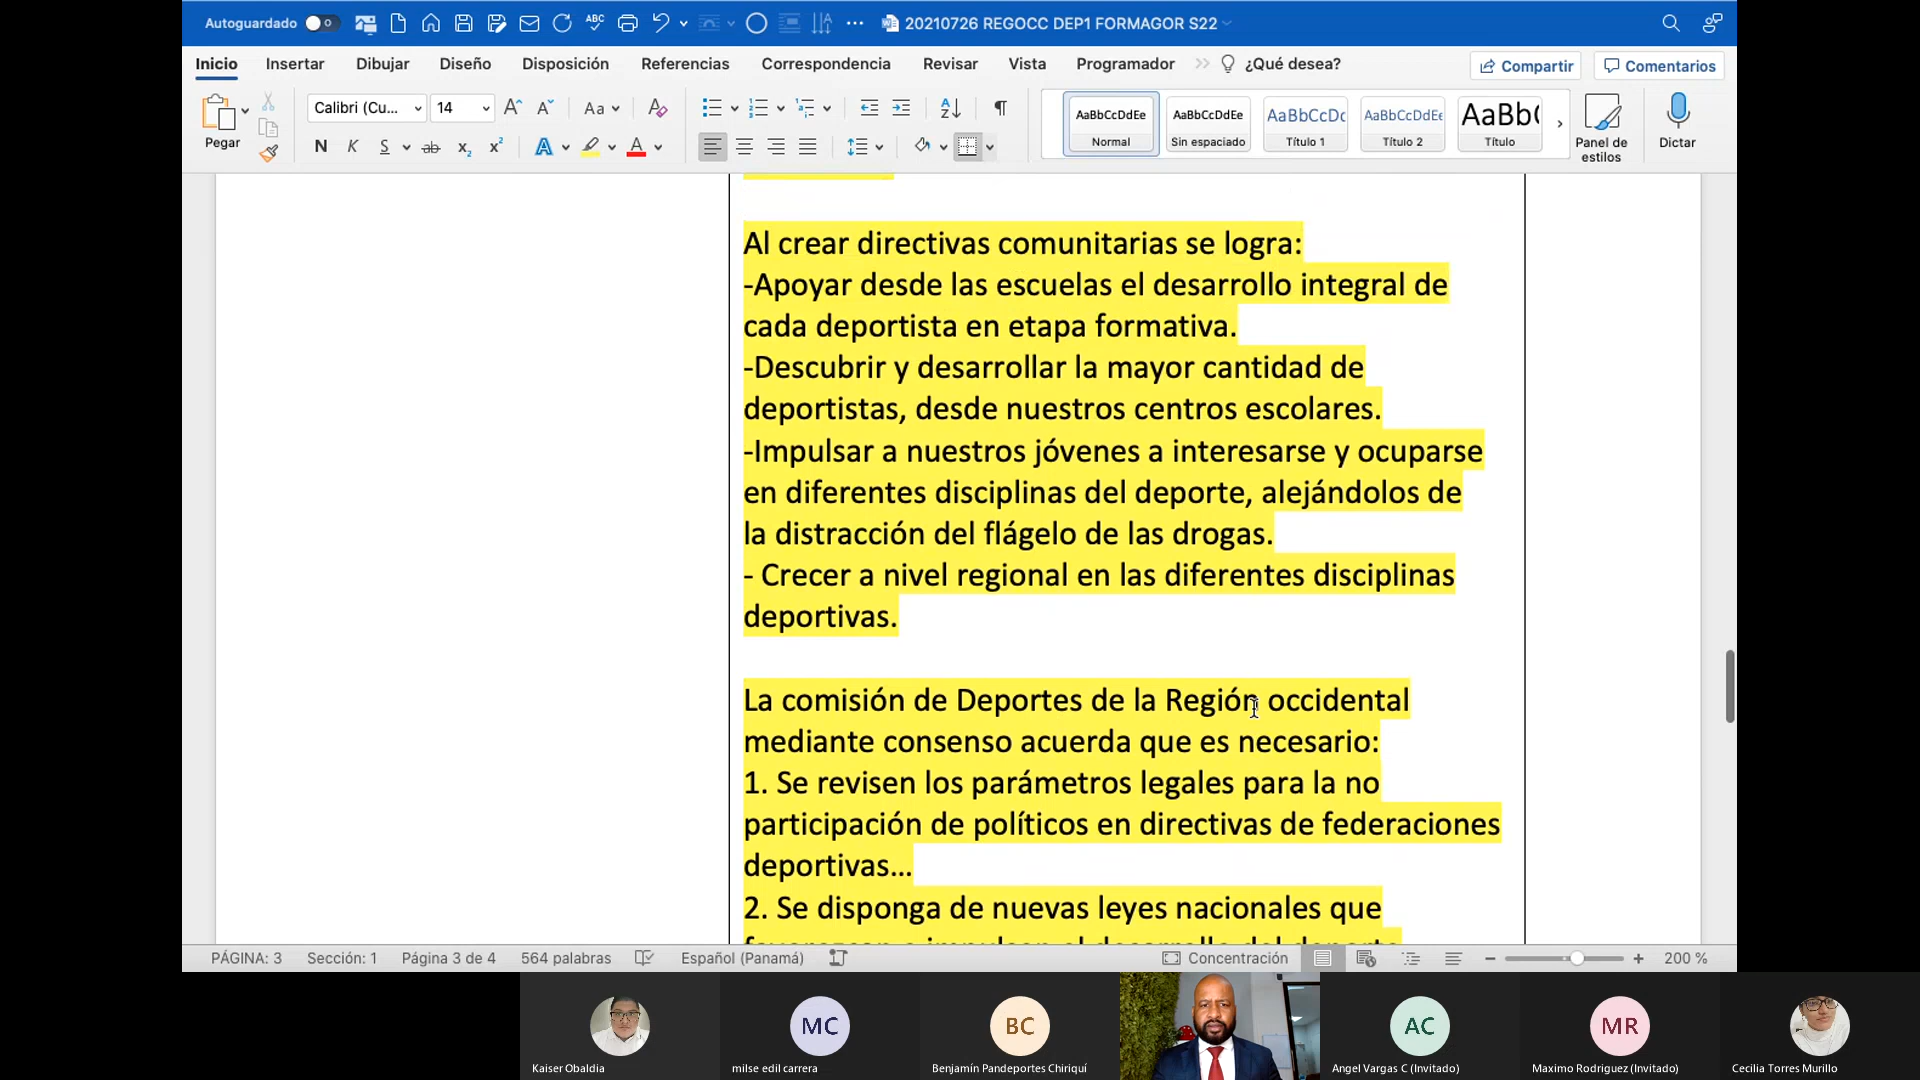 Autoguardado
20210726 REGOCC DEP1 FORMAGOR S22
Inicio Insertar Dibujar Diseño Disposición Referencias Correspondencia Revisar Vista Programador ¿Qué desea? Compartir Comentarios
Pegar
Calibri (Cu... 14
Aa
N K S ab x₂ x² A A
AaBbCcDdEe Normal
AaBbCcDdEe Sin espaciado
AaBbCcDc Título 1
AaBbCcDdEe Título 2
AaBb( Título
Panel de estilos
Dictar
Al crear directivas comunitarias se logra:
-Apoyar desde las escuelas el desarrollo integral de
cada deportista en etapa formativa.
-Descubrir y desarrollar la mayor cantidad de
deportistas, desde nuestros centros escolares.
-Impulsar a nuestros jóvenes a interesarse y ocuparse
en diferentes disciplinas del deporte, alejándolos de
la distracción del flágelo de las drogas.
- Crecer a nivel regional en las diferentes disciplinas
deportivas.
La comisión de Deportes de la Región occidental
mediante consenso acuerda que es necesario:
1. Se revisen los parámetros legales para la no
participación de políticos en directivas de federaciones
deportivas...
2. Se disponga de nuevas leyes nacionales que
PÁGINA: 3 Sección: 1 Página 3 de 4 564 palabras Español (Panamá) Concentración 200 %
MC BC AC MR
Kaiser Obaldia milse edil carrera Benjamín Pandeportes Chiriquí Angel Vargas C (Invitado) Maximo Rodriguez (Invitado) Cecilia Torres Murillo